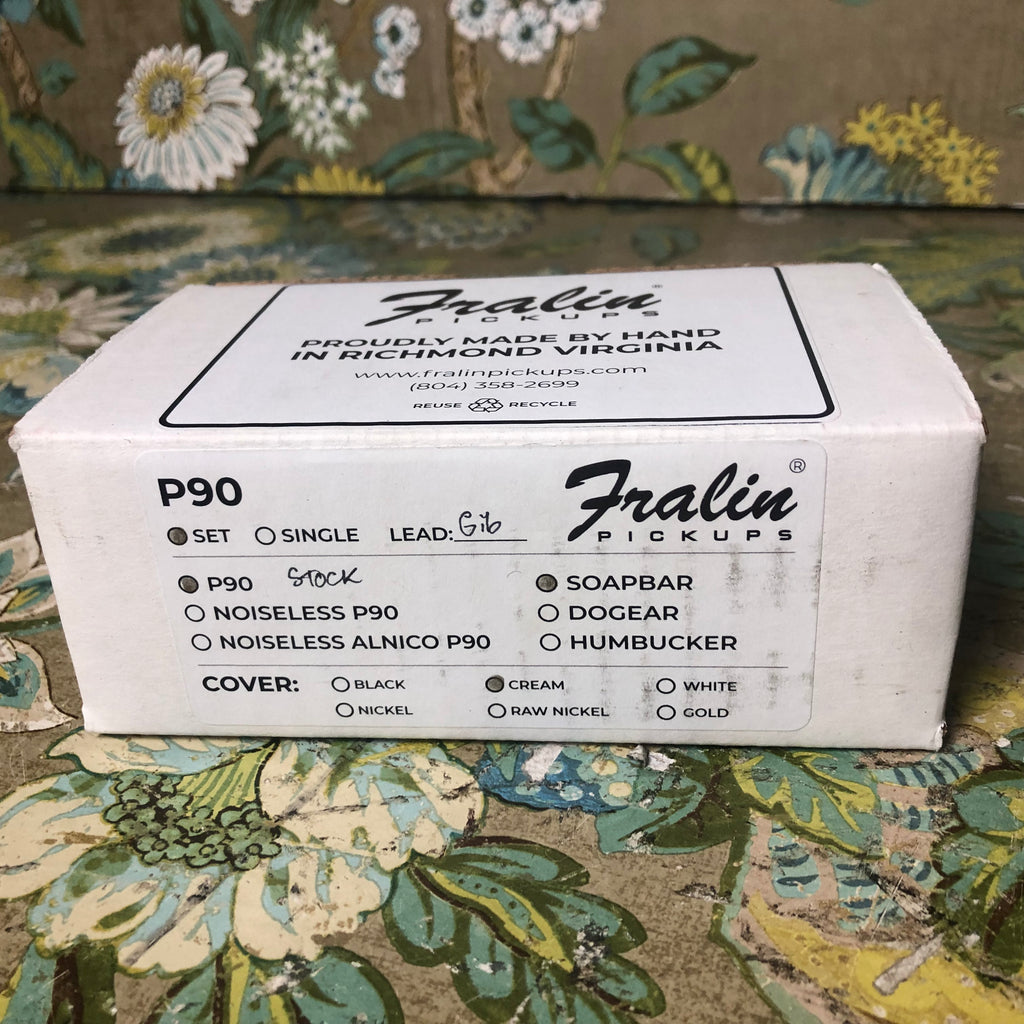 Fralin®
PICKUPS
PROUDLY MADE BY HAND
IN RICHMOND VIRGINIA
www.fralinpickups.com
(804) 358-2699
REUSE RECYCLE
P90
SET SINGLE LEAD: Gib
Fralin®
PICKUPS
P90 STOCK
NOISELESS P90
NOISELESS ALNICO P90
SOAPBAR
DOGEAR
HUMBUCKER
COVER: BLACK CREAM WHITE
NICKEL RAW NICKEL GOLD